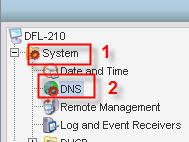 DFL-210
System 1
Date and Time
2
DNS
Remote Management
Log and Event Receivers
DHCP